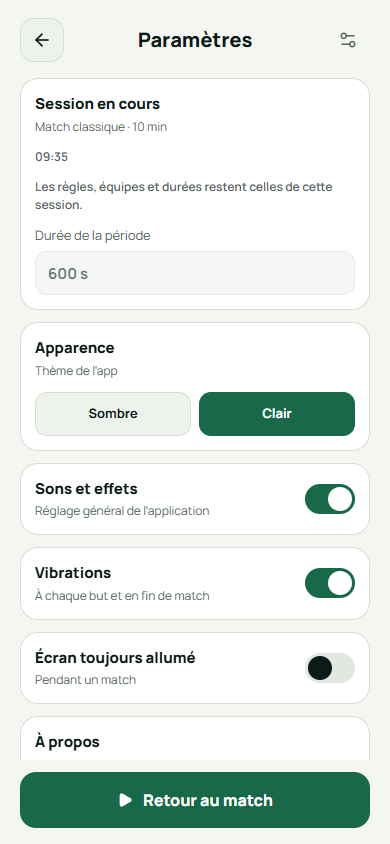 Paramètres
Session en cours
Match classique · 10 min
09:35
Les règles, équipes et durées restent celles de cette
session.
Durée de la période
600 s
Apparence
Thème de l'app
Sombre
Clair
Sons et effets
Réglage général de l'application
Vibrations
À chaque but et en fin de match
Écran toujours allumé
Pendant un match
À propos
Retour au match